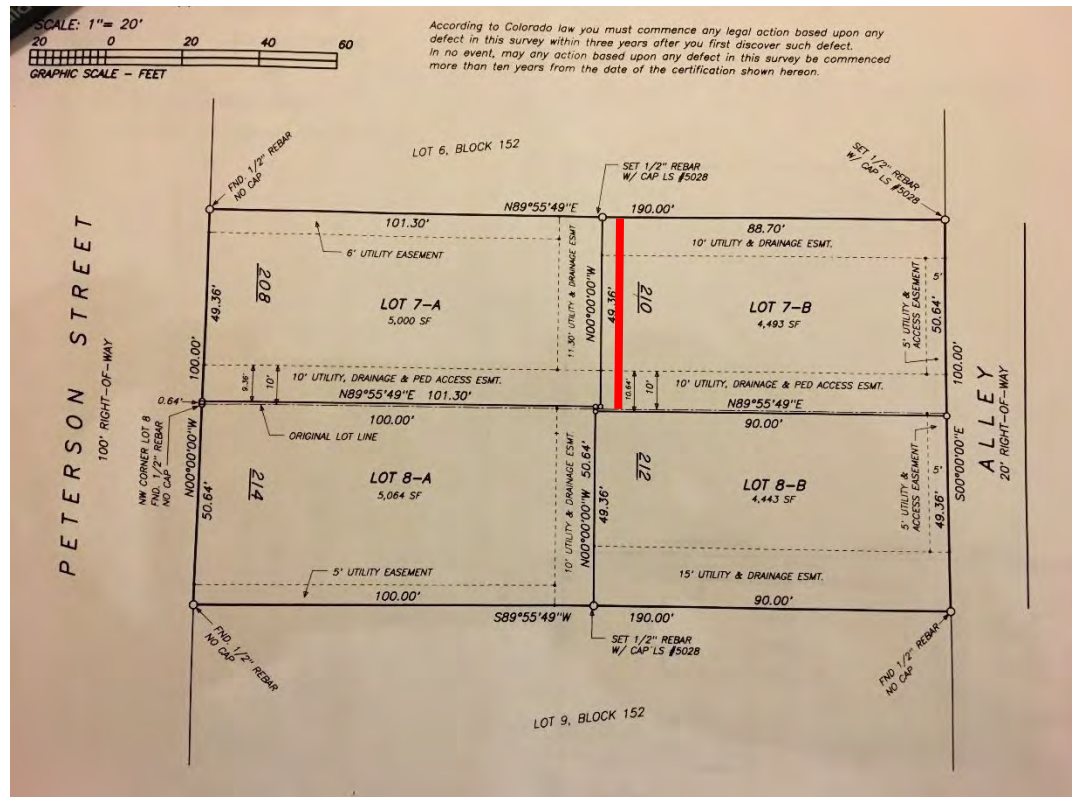 SCALE: 1"= 20'
20 0 20 40 60
GRAPHIC SCALE - FEET
According to Colorado law you must commence any legal action based upon any
defect in this survey within three years after you first discover such defect.
In no event, may any action based upon any defect in this survey be commenced
more than ten years from the date of the certification shown hereon.
LOT 6, BLOCK 152
FND. 1/2" REBAR
NO CAP
SET 1/2" REBAR
W/ CAP LS #5028
SET 1/2" REBAR
W/ CAP LS #5028
N89°55'49"E 190.00'
101.30'
88.70'
6' UTILITY EASEMENT
10' UTILITY & DRAINAGE ESMT.
PETERSON STREET
100' RIGHT-OF-WAY
49.36'
100.00'
208
LOT 7-A
5,000 SF
11.30' UTILITY & DRAINAGE ESMT
N00°00'00"W
49.36'
210
LOT 7-B
4,493 SF
5' UTILITY &
ACCESS EASEMENT
5'
50.64'
100.00'
ALLEY
20' RIGHT-OF-WAY
9.36'
10'
10' UTILITY, DRAINAGE & PED ACCESS ESMT.
10.64'
10'
10' UTILITY, DRAINAGE & PED ACCESS ESMT.
0.64'
N89°55'49"E 101.30'
N89°55'49"E
100.00'
90.00'
ORIGINAL LOT LINE
NW CORNER LOT 8
FND. 1/2" REBAR
NO CAP
N00°00'00"W
50.64'
214
LOT 8-A
5,064 SF
10' UTILITY & DRAINAGE ESMT.
N00°00'00"W 50.64'
49.36'
212
LOT 8-B
4,443 SF
5' UTILITY &
ACCESS EASEMENT
5'
49.36'
S00°00'00"E
5' UTILITY EASEMENT
15' UTILITY & DRAINAGE ESMT.
100.00'
90.00'
S89°55'49"W 190.00'
FND. 1/2" REBAR
NO CAP
SET 1/2" REBAR
W/ CAP LS #5028
FND 1/2" REBAR
NO CAP
LOT 9, BLOCK 152